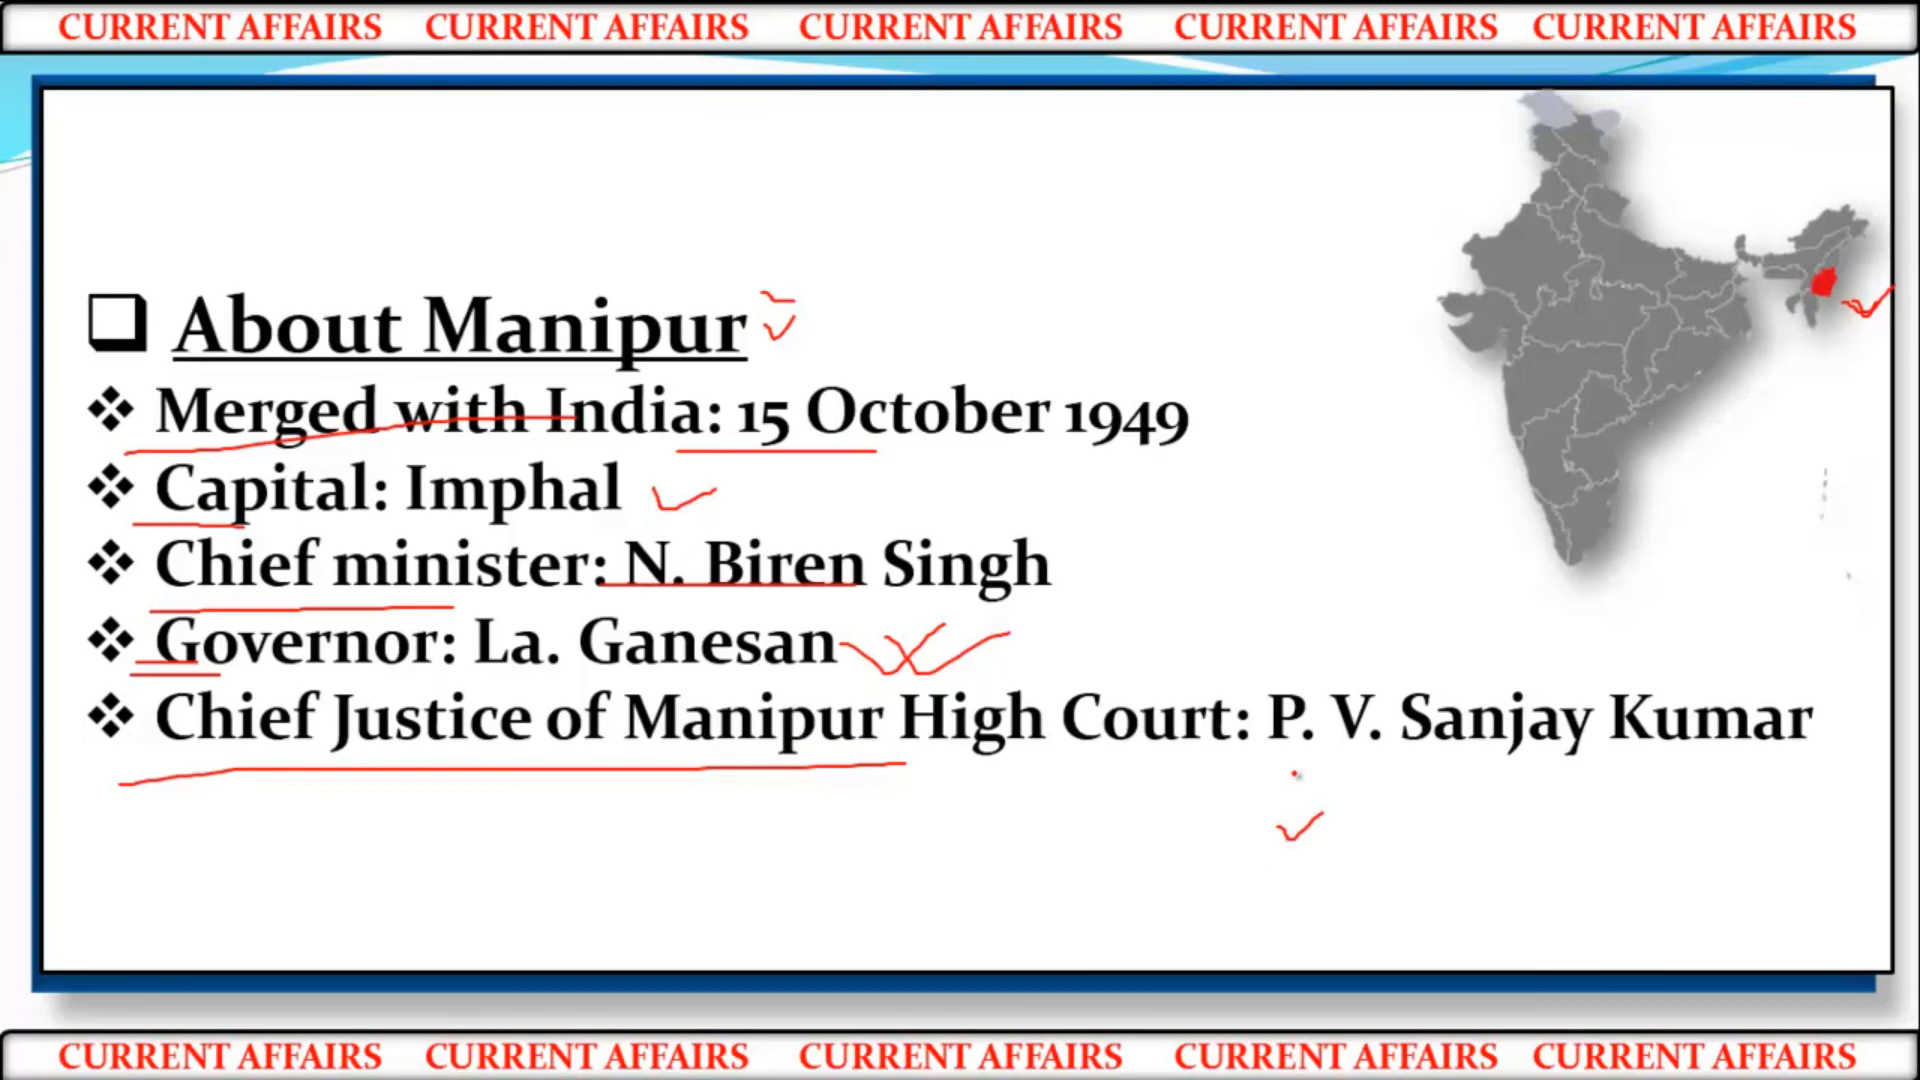 CURRENT AFFAIRS CURRENT AFFAIRS CURRENT AFFAIRS CURRENT AFFAIRS CURRENT AFFAIRS
About Manipur
Merged with India: 15 October 1949
Capital: Imphal
Chief minister: N. Biren Singh
Governor: La. Ganesan
Chief Justice of Manipur High Court: P. V. Sanjay Kumar
CURRENT AFFAIRS CURRENT AFFAIRS CURRENT AFFAIRS CURRENT AFFAIRS CURRENT AFFAIRS